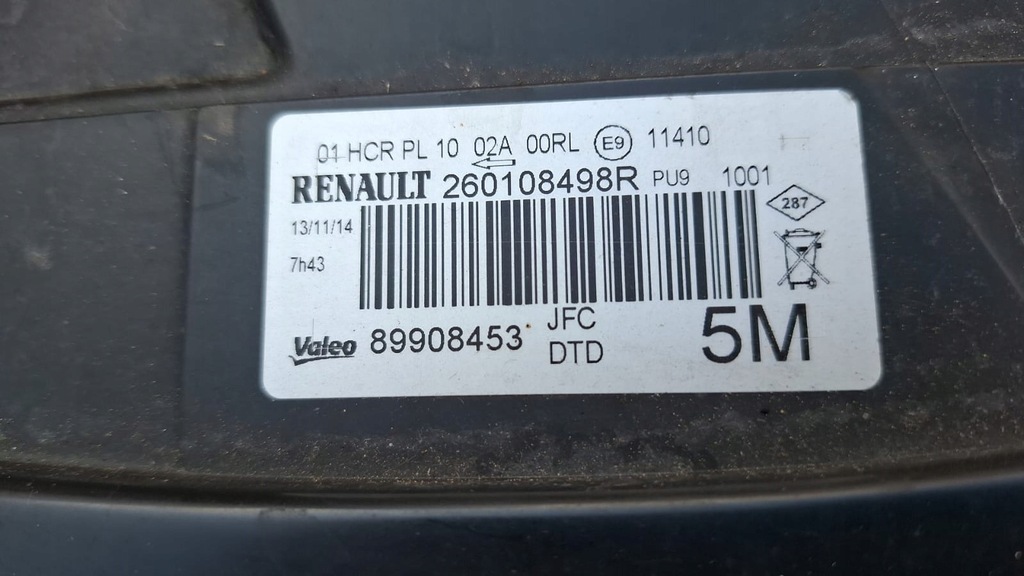 01 HCR PL 10 02A 00RL E9 11410
RENAULT 260108498R PU9 1001
13/11/14
287
7h43
Valeo 89908453 JFC
DTD
5M